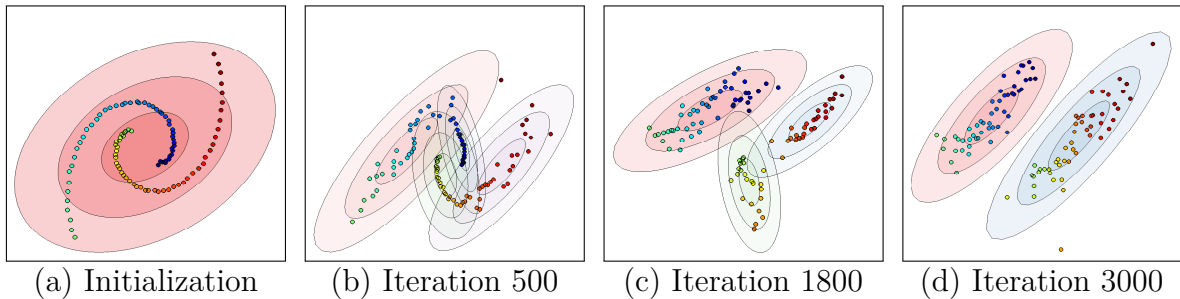 (a) Initialization
(b) Iteration 500
(c) Iteration 1800
(d) Iteration 3000